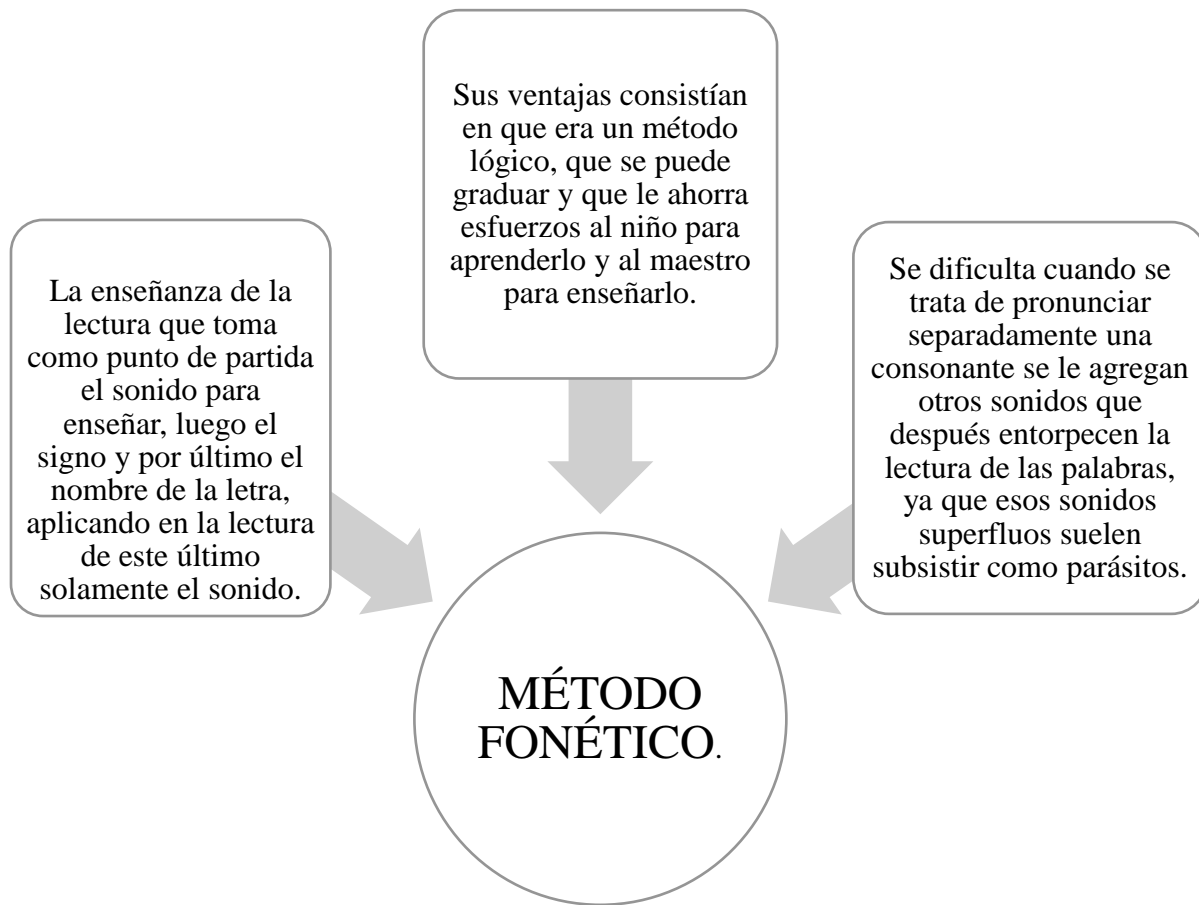 La enseñanza de la
lectura que toma
como punto de partida
el sonido para
enseñar, luego el
signo y por último el
nombre de la letra,
aplicando en la lectura
de este último
solamente el sonido.
Sus ventajas consistían
en que era un método
lógico, que se puede
graduar y que le ahorra
esfuerzos al niño para
aprenderlo y al maestro
para enseñarlo.
Se dificulta cuando se
trata de pronunciar
separadamente una
consonante se le agregan
otros sonidos que
después entorpecen la
lectura de las palabras,
ya que esos sonidos
superfluos suelen
subsistir como parásitos.
MÉTODO
FONÉTICO.